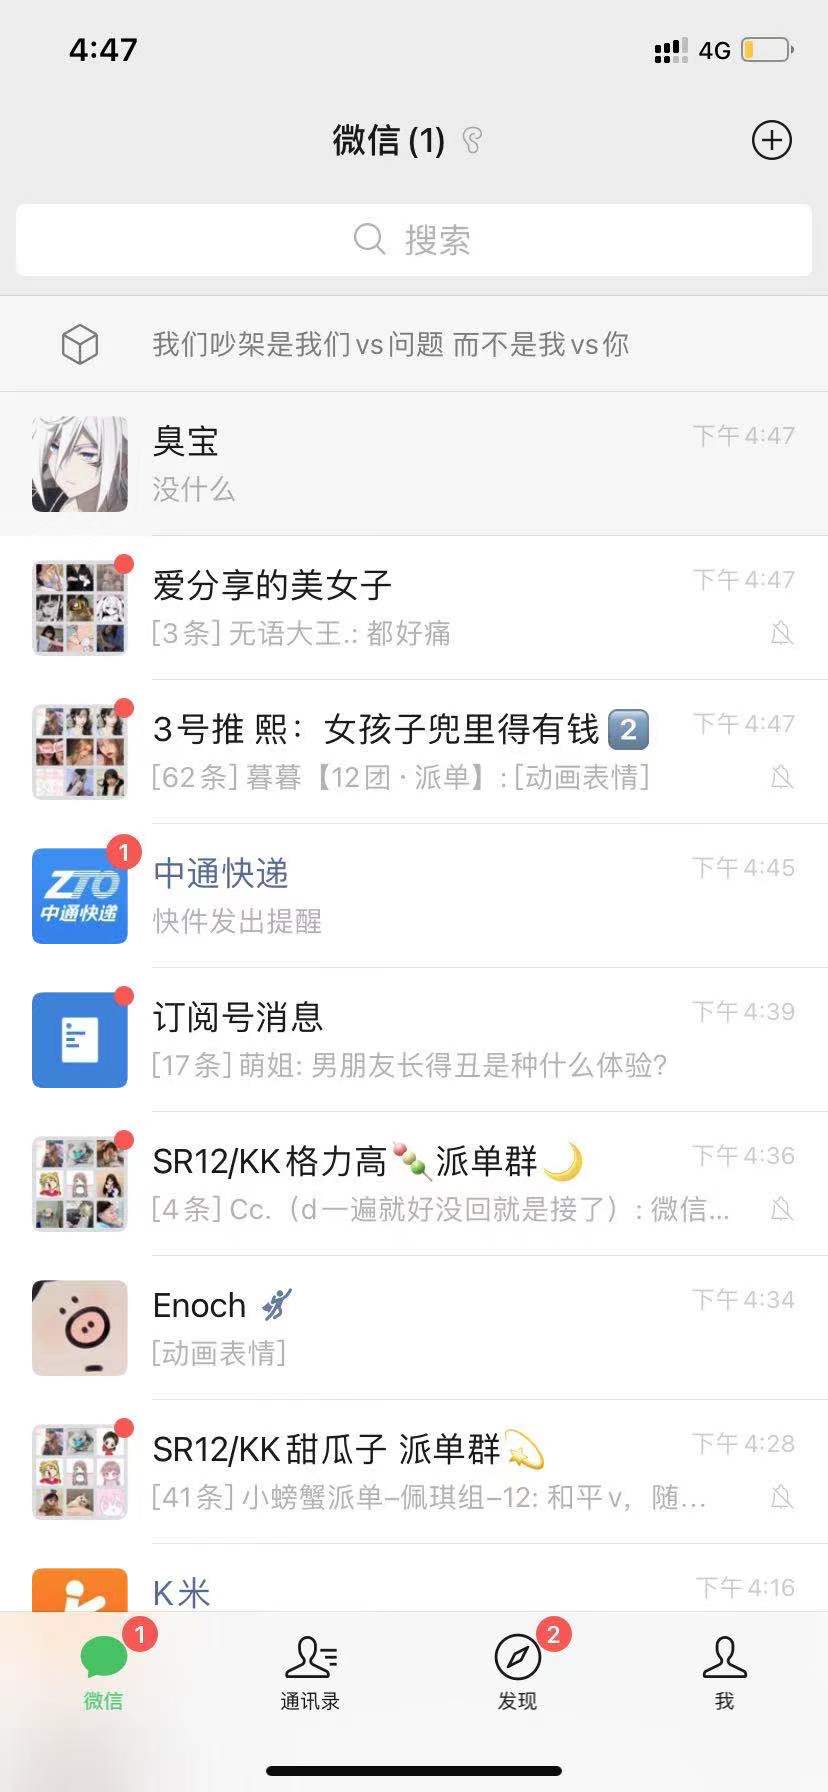 4:47
4G
微信(1)
搜索
我们吵架是我们vs问题 而不是我vs你
臭宝
下午4:47
没什么
爱分享的美女子
下午4:47
[3条] 无语大王.: 都好痛
3号推 熙：女孩子兜里得有钱2️⃣
下午4:47
[62条] 暮暮【12团·派单】: [动画表情]
1
ZTO
中通快递
中通快递
下午4:45
快件发出提醒
订阅号消息
下午4:39
[17条] 萌姐: 男朋友长得丑是种什么体验?
SR12/KK格力高🍡派单群🌙
下午4:36
[4条] Cc.（d一遍就好没回就是接了）: 微信...
Enoch
下午4:34
[动画表情]
SR12/KK甜瓜子 派单群💫
下午4:28
[41条] 小螃蟹派单–佩琪组–12: 和平v，随...
K米
下午4:16
1
微信
通讯录
2
发现
我